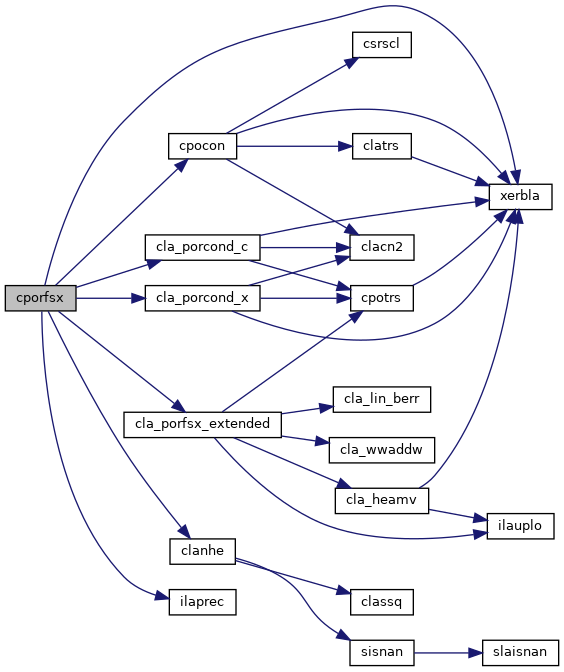 csrscl
cpocon
clatrs
xerbla
cla_porcond_c
clacn2
cporfsx
cla_porcond_x
cpotrs
cla_lin_berr
cla_porfsx_extended
cla_wwaddw
cla_heamv
ilauplo
clanhe
ilaprec
classq
sisnan
slaisnan